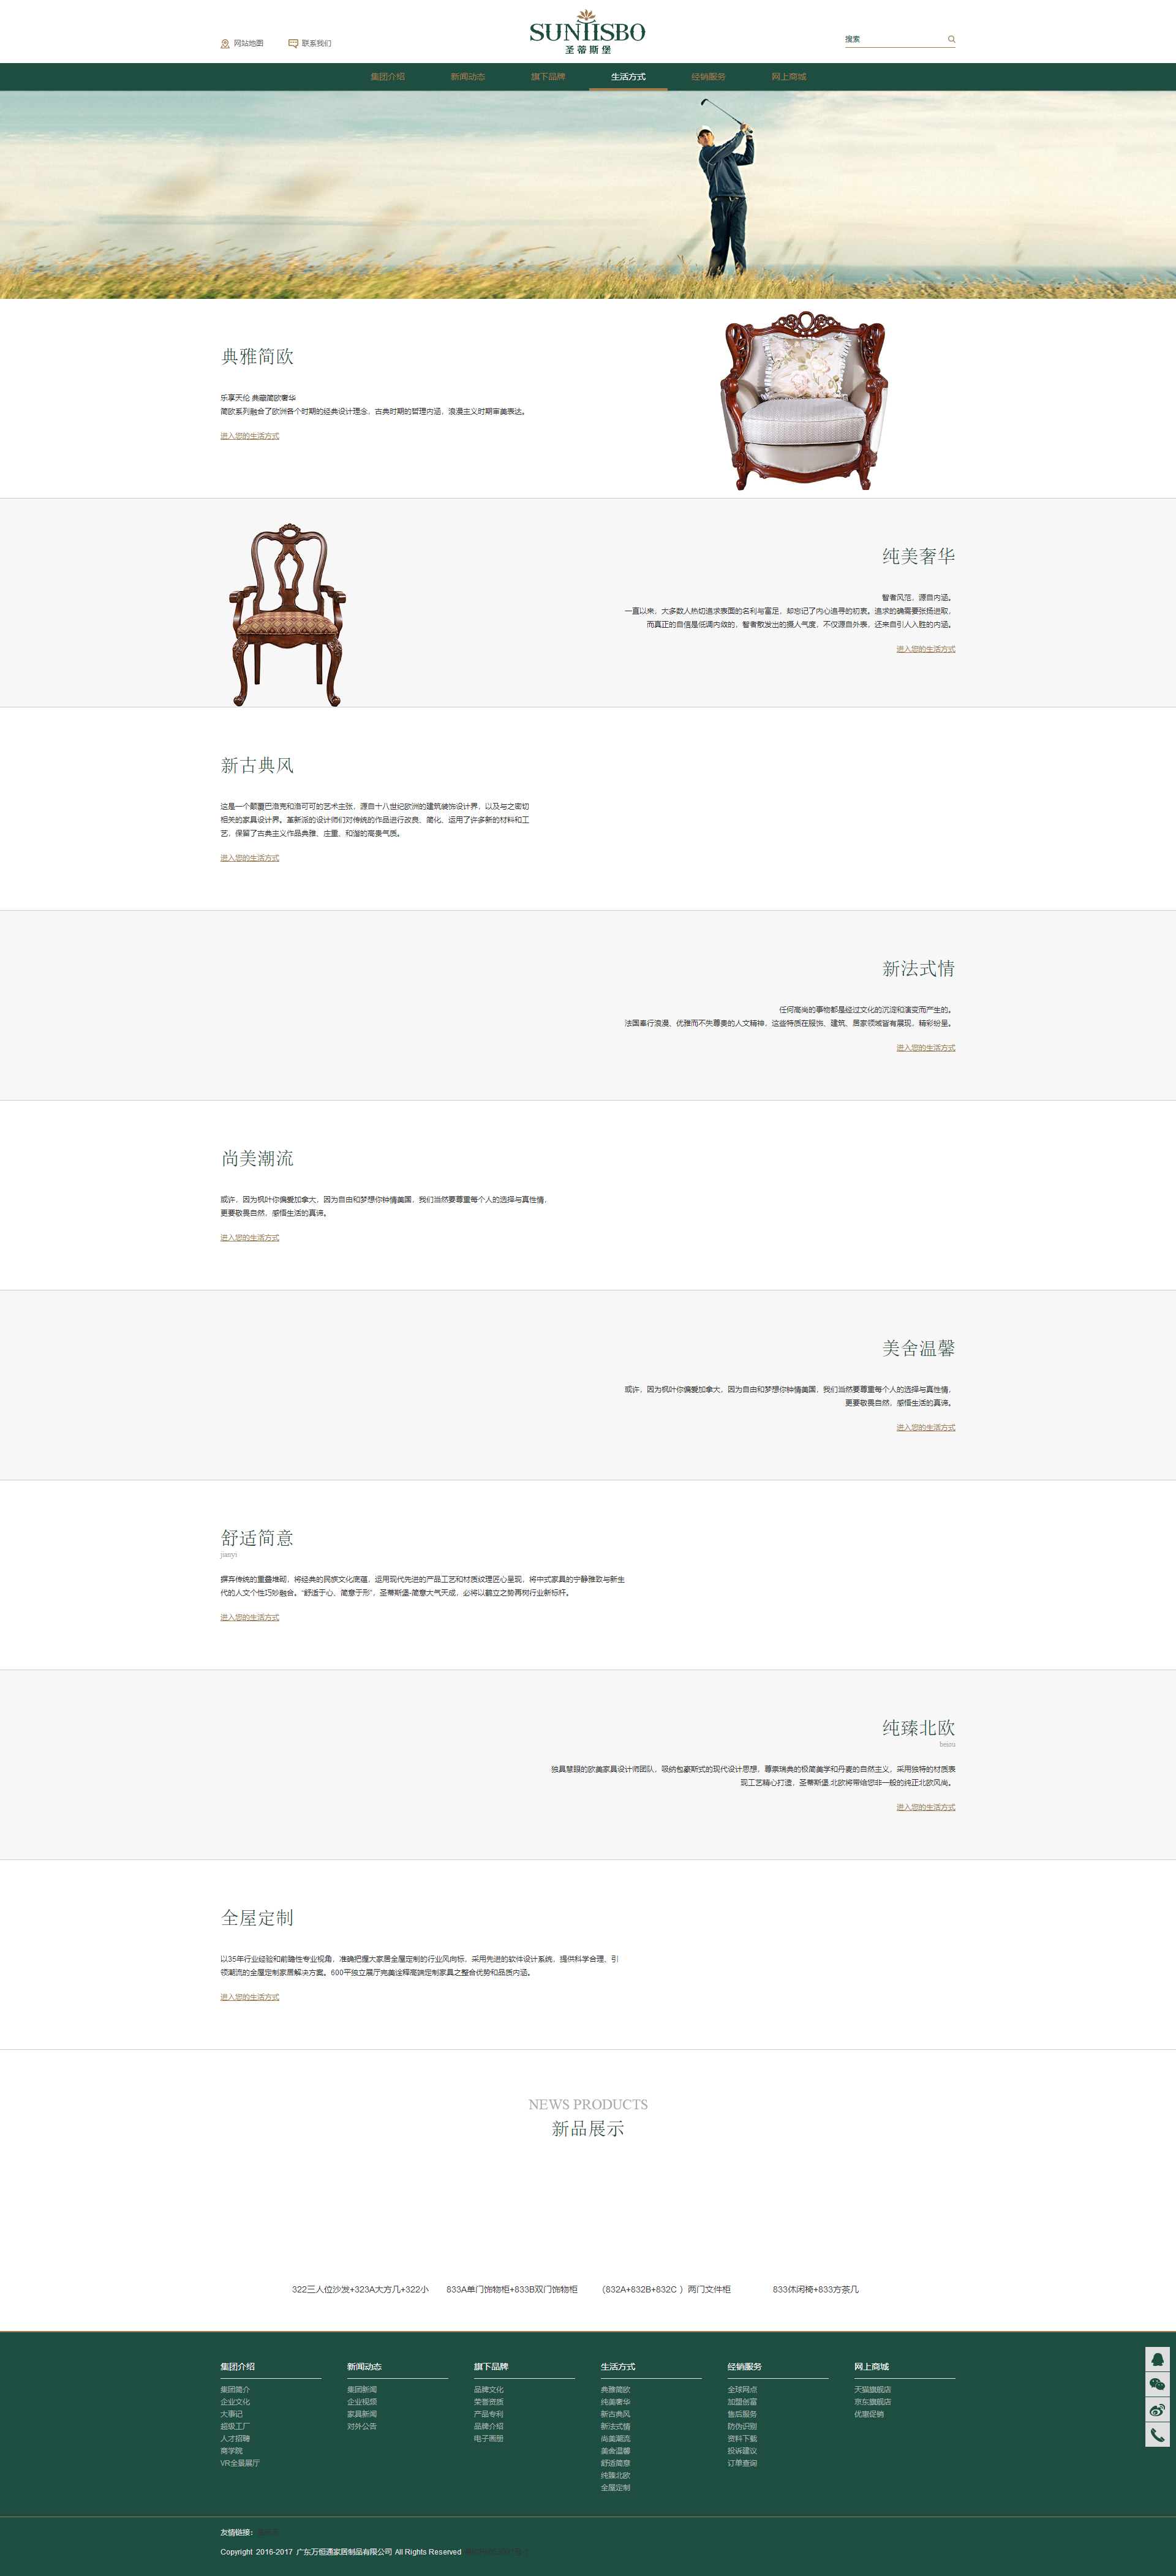 网站地图
联系我们
SUNTISBO
圣蒂斯堡
搜索
集团介绍
新闻动态
旗下品牌
生活方式
经销服务
网上商城
典雅简欧
乐享天伦 典藏简欧奢华
简欧系列融合了欧洲各个时期的经典设计理念，古典时期的哲理内涵，浪漫主义时期审美表达。
进入您的生活方式
纯美奢华
智者风范，源自内涵。
一直以来，大多数人热切追求表面的名利与富足，却忘记了内心追寻的初衷。追求的确需要张扬进取，
而真正的自信是低调内敛的，智者散发出的摄人气度，不仅源自外表，还来自引人入胜的内涵。
进入您的生活方式
新古典风
这是一个颠覆巴洛克和洛可可的艺术主张，源自十八世纪欧洲的建筑装饰设计界，以及与之密切
相关的家具设计界。革新派的设计师们对传统的作品进行改良、简化、运用了许多新的材料和工
艺，保留了古典主义作品典雅、庄重、和谐的高贵气质。
进入您的生活方式
新法式情
任何高尚的事物都是经过文化的沉淀和演变而产生的。
法国奉行浪漫、优雅而不失尊贵的人文精神，这些特质在服饰、建筑、居家领域皆有展现，精彩纷呈。
进入您的生活方式
尚美潮流
或许，因为枫叶你偏爱加拿大，因为自由和梦想你钟情美国，我们当然要尊重每个人的选择与真性情，
更要敬畏自然，感悟生活的真谛。
进入您的生活方式
美舍温馨
或许，因为枫叶你偏爱加拿大，因为自由和梦想你钟情美国，我们当然要尊重每个人的选择与真性情，
更要敬畏自然，感悟生活的真谛。
进入您的生活方式
舒适简意
jianyi
摒弃传统的重叠堆砌，将经典的民族文化底蕴，运用现代先进的产品工艺和材质纹理匠心呈现，将中式家具的宁静雅致与新生
代的人文个性巧妙融合。“舒适于心、简意于形”，圣蒂斯堡-简意大气天成，必将以鹤立之势再树行业新标杆。
进入您的生活方式
纯臻北欧
beiou
独具慧眼的欧美家具设计师团队，吸纳包豪斯式的现代设计思想，尊崇瑞典的极简美学和丹麦的自然主义，采用独特的材质表
现工艺精心打造，圣蒂斯堡.北欧将带给您非一般的纯正北欧风尚。
进入您的生活方式
全屋定制
以35年行业经验和前瞻性专业视角，准确把握大家居全屋定制的行业风向标，采用先进的软件设计系统，提供科学合理，引
领潮流的全屋定制家居解决方案。600平独立展厅完美诠释高端定制家具之整合优势和品质内涵。
进入您的生活方式
NEWS PRODUCTS
新品展示
322三人位沙发+323A大方几+322小
833A单门饰物柜+833B双门饰物柜
（832A+832B+832C ）两门文件柜
833休闲椅+833方茶几
集团介绍
集团简介
企业文化
大事记
超级工厂
人才招聘
商学院
VR全景展厅
新闻动态
集团新闻
企业视频
家具新闻
对外公告
旗下品牌
品牌文化
荣誉资质
产品专利
品牌介绍
电子画册
生活方式
典雅简欧
纯美奢华
新古典风
新法式情
尚美潮流
美舍温馨
舒适简意
纯臻北欧
全屋定制
经销服务
全球网点
加盟创富
售后服务
防伪识别
资料下载
投诉建议
订单查询
网上商城
天猫旗舰店
京东旗舰店
优惠促销
友情链接：
Copyright 2016-2017 广东万恒通家居制品有限公司 All Rights Reserved